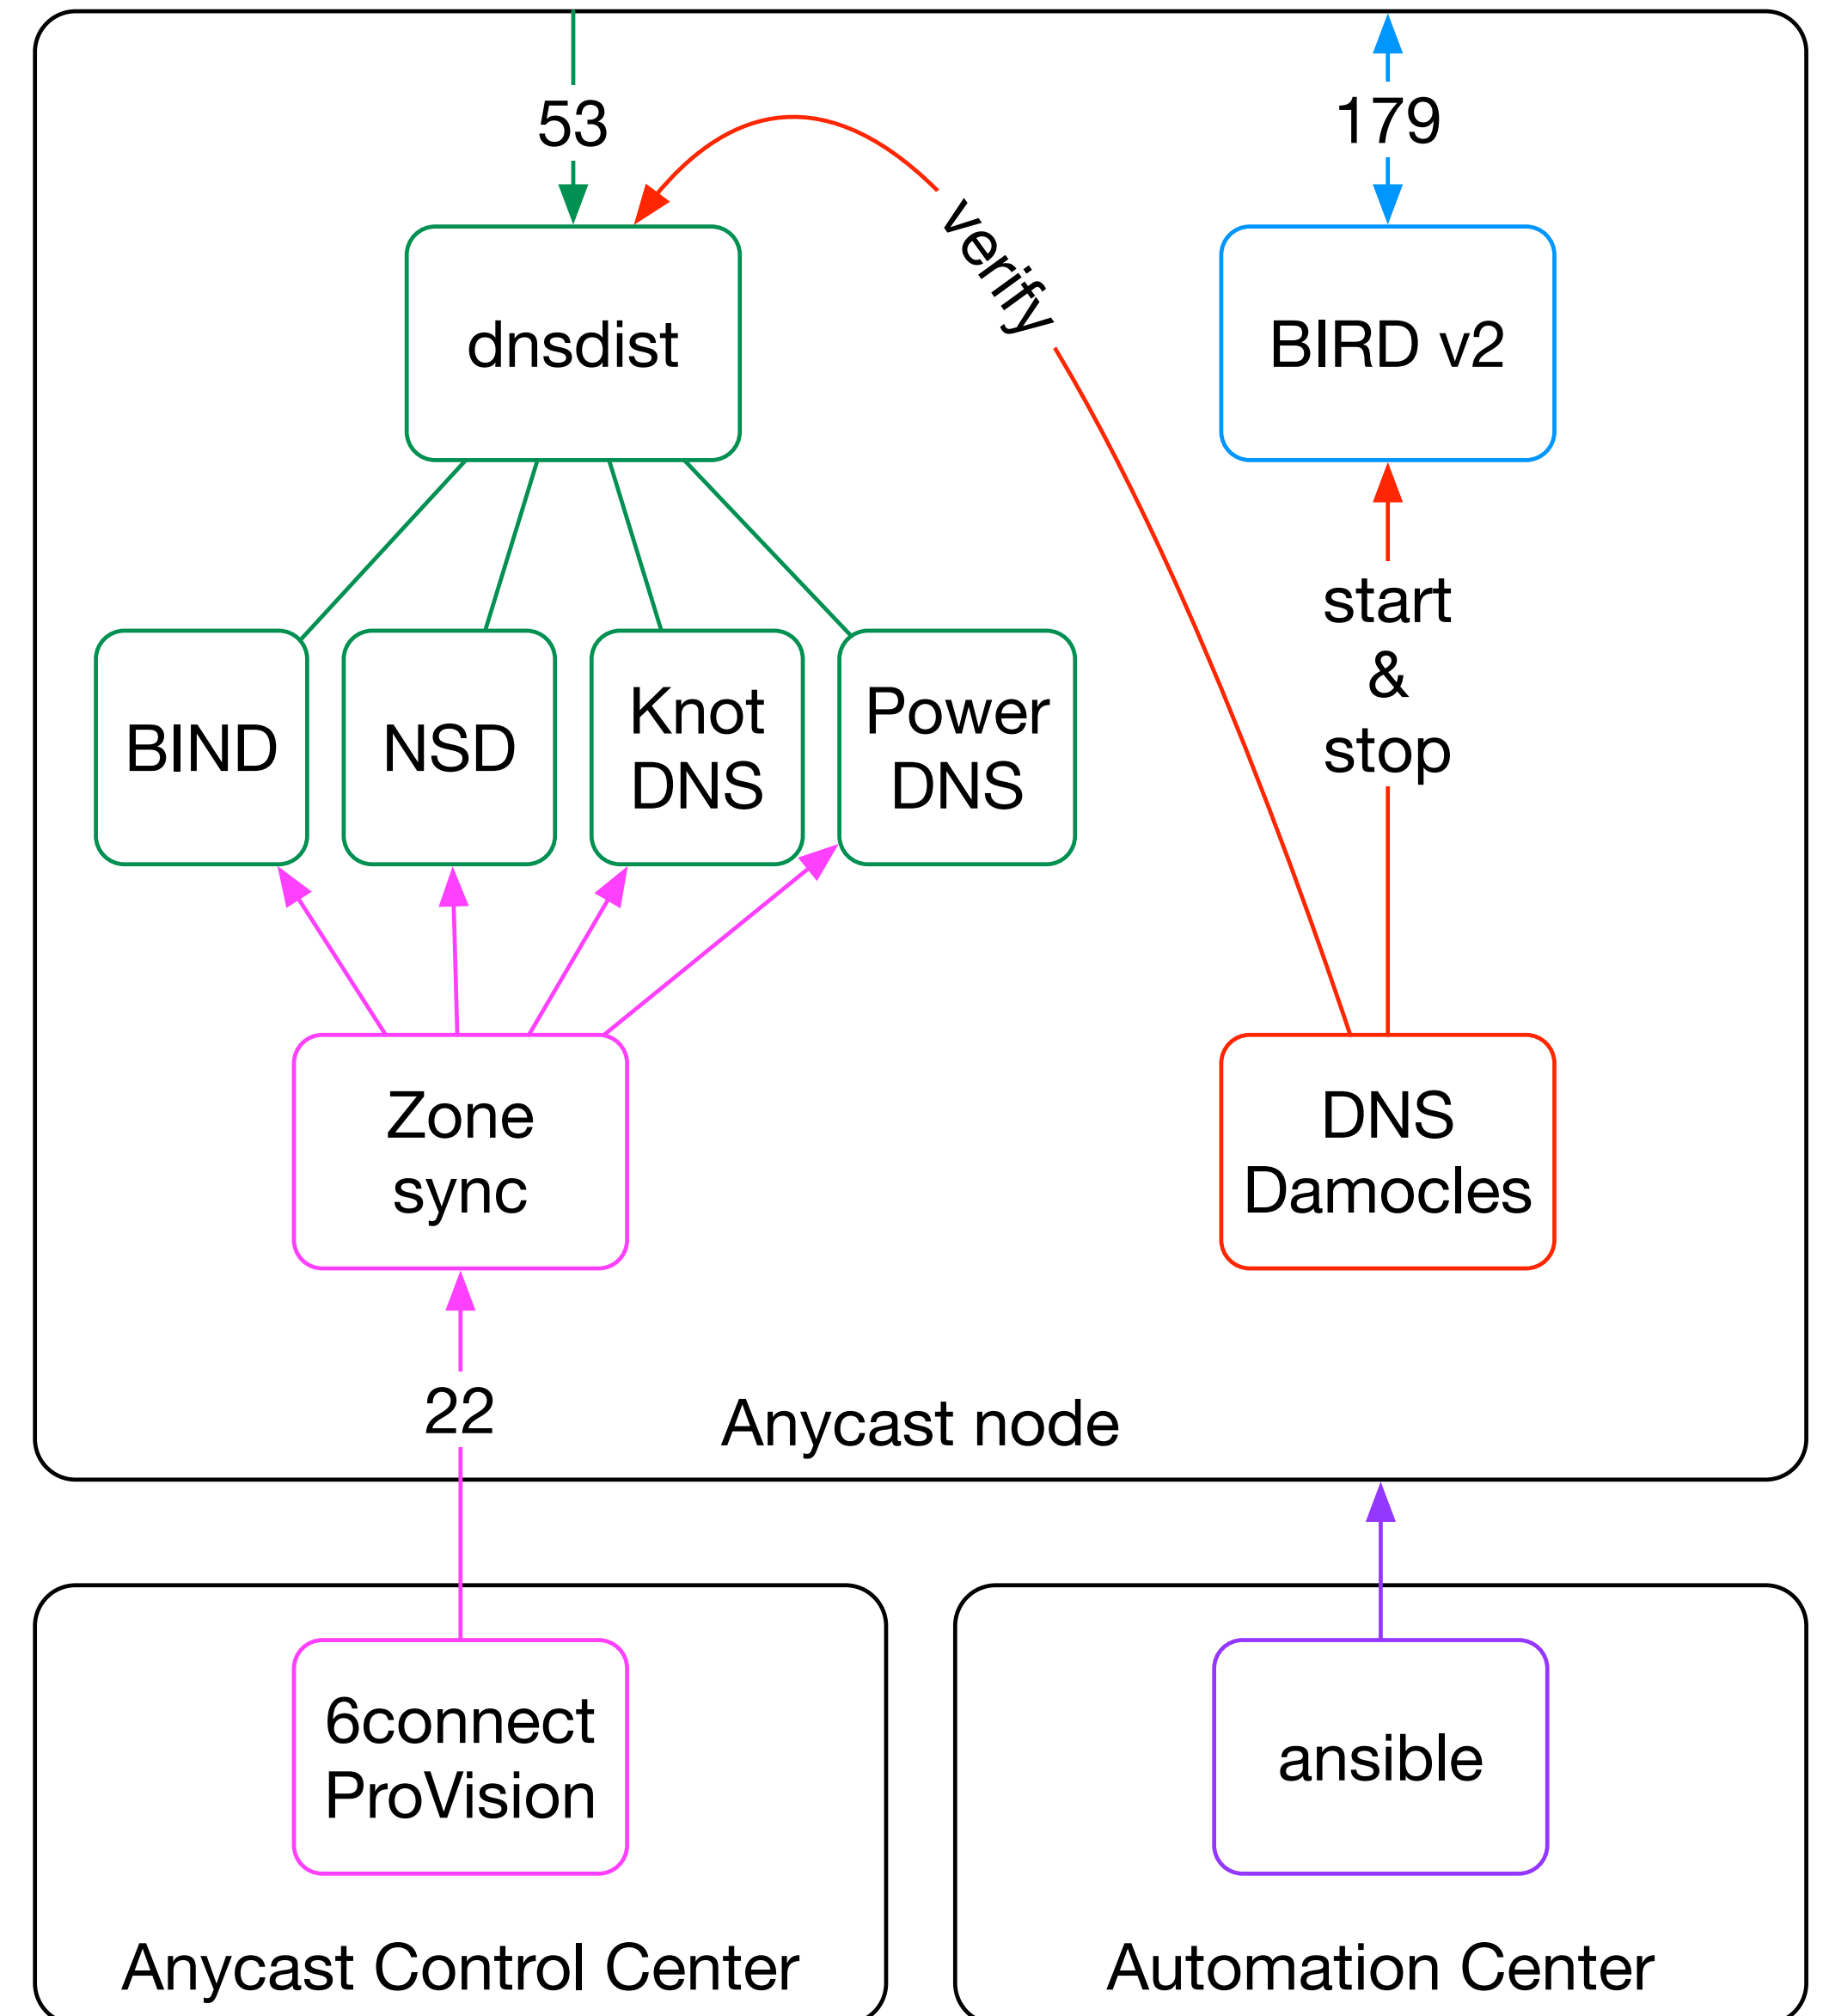 53
179
verify
dnsdist
BIRD v2
start
&
stop
BIND
NSD
Knot
DNS
Power
DNS
Zone
sync
DNS
Damocles
22
Anycast node
6connect
ProVision
ansible
Anycast Control Center
Automation Center